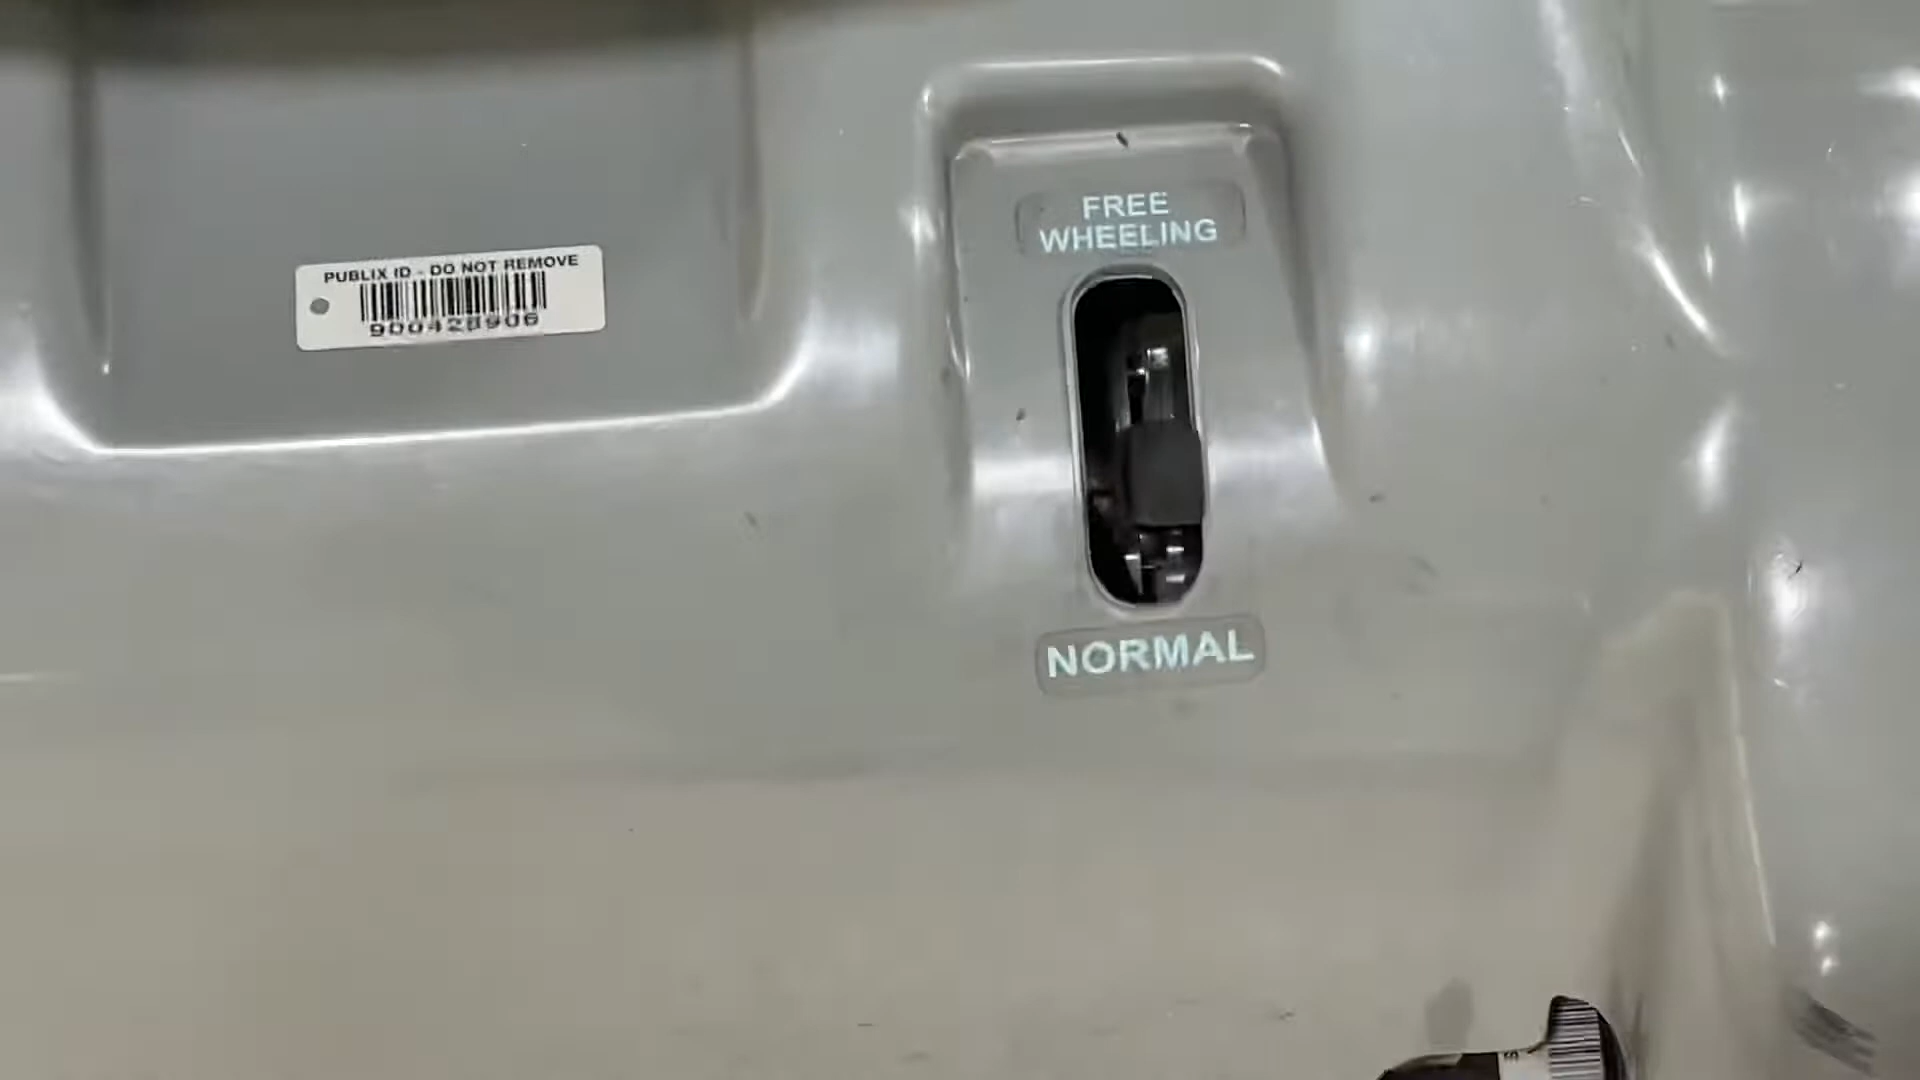 PUBLIX ID - DO NOT REMOVE
900428906
FREE
WHEELING
NORMAL